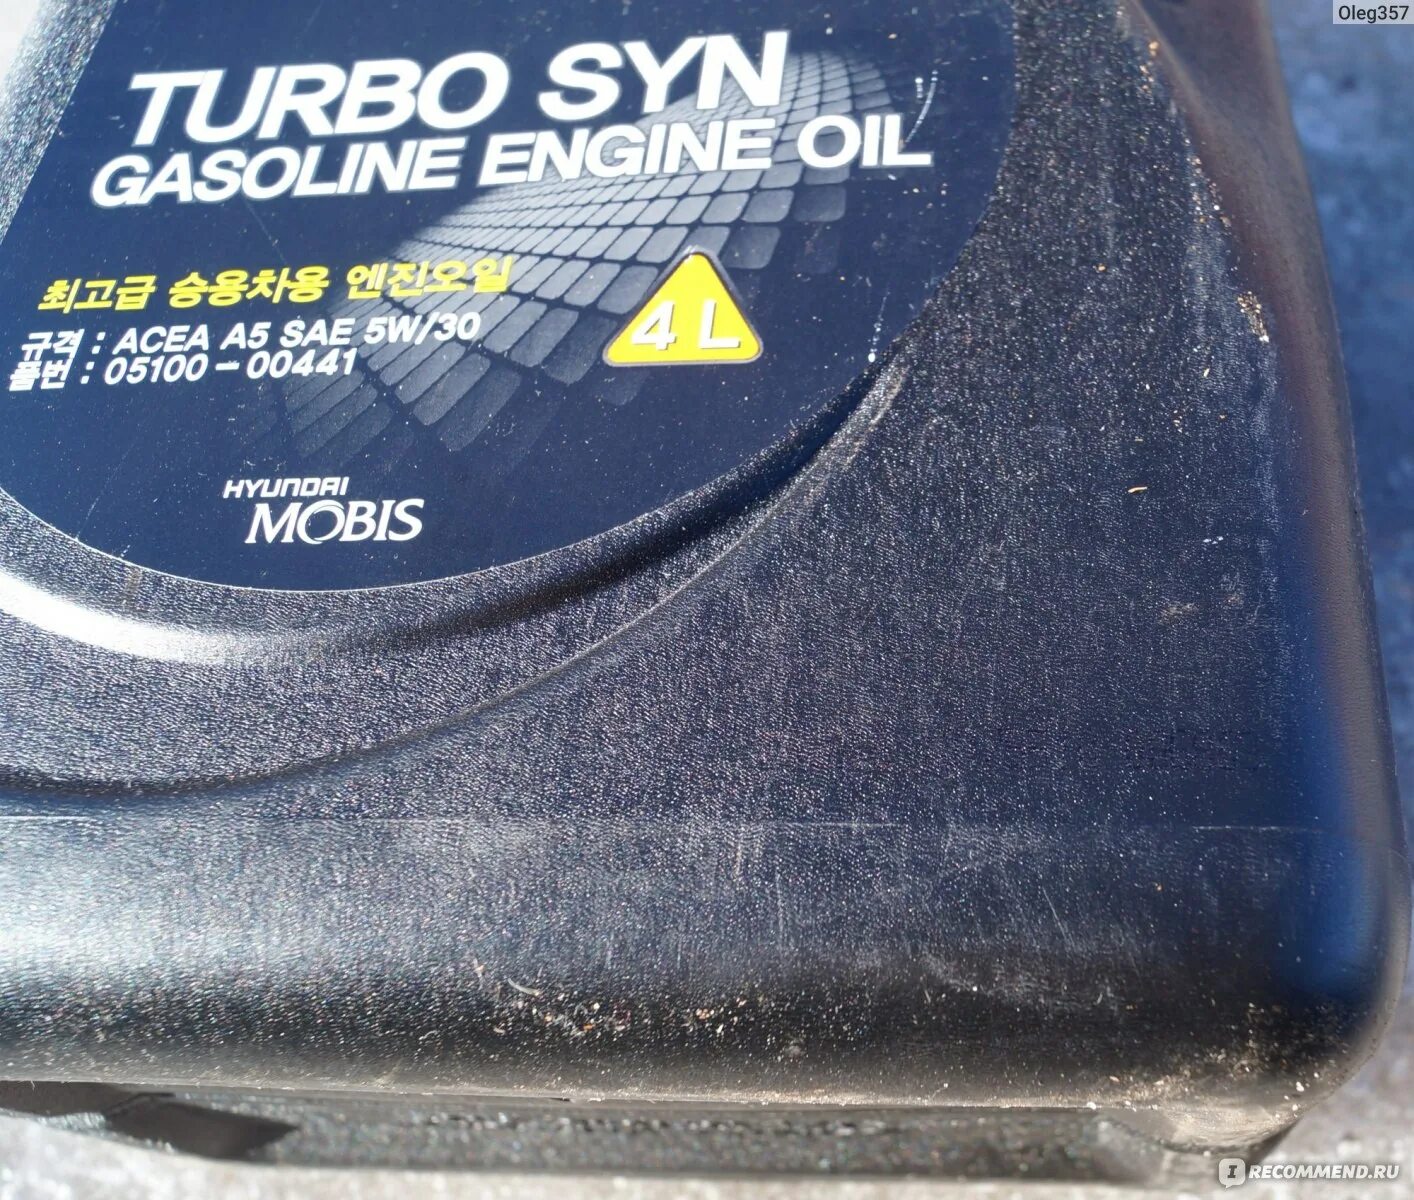 Oleg357
TURBO SYN
GASOLINE ENGINE OIL
최고급 승용차용 엔진오일
4 L
규격 : ACEA A5 SAE 5W/30
품번 : 05100-00441
HYUNDAI
MOBIS
IRECOMMEND.RU